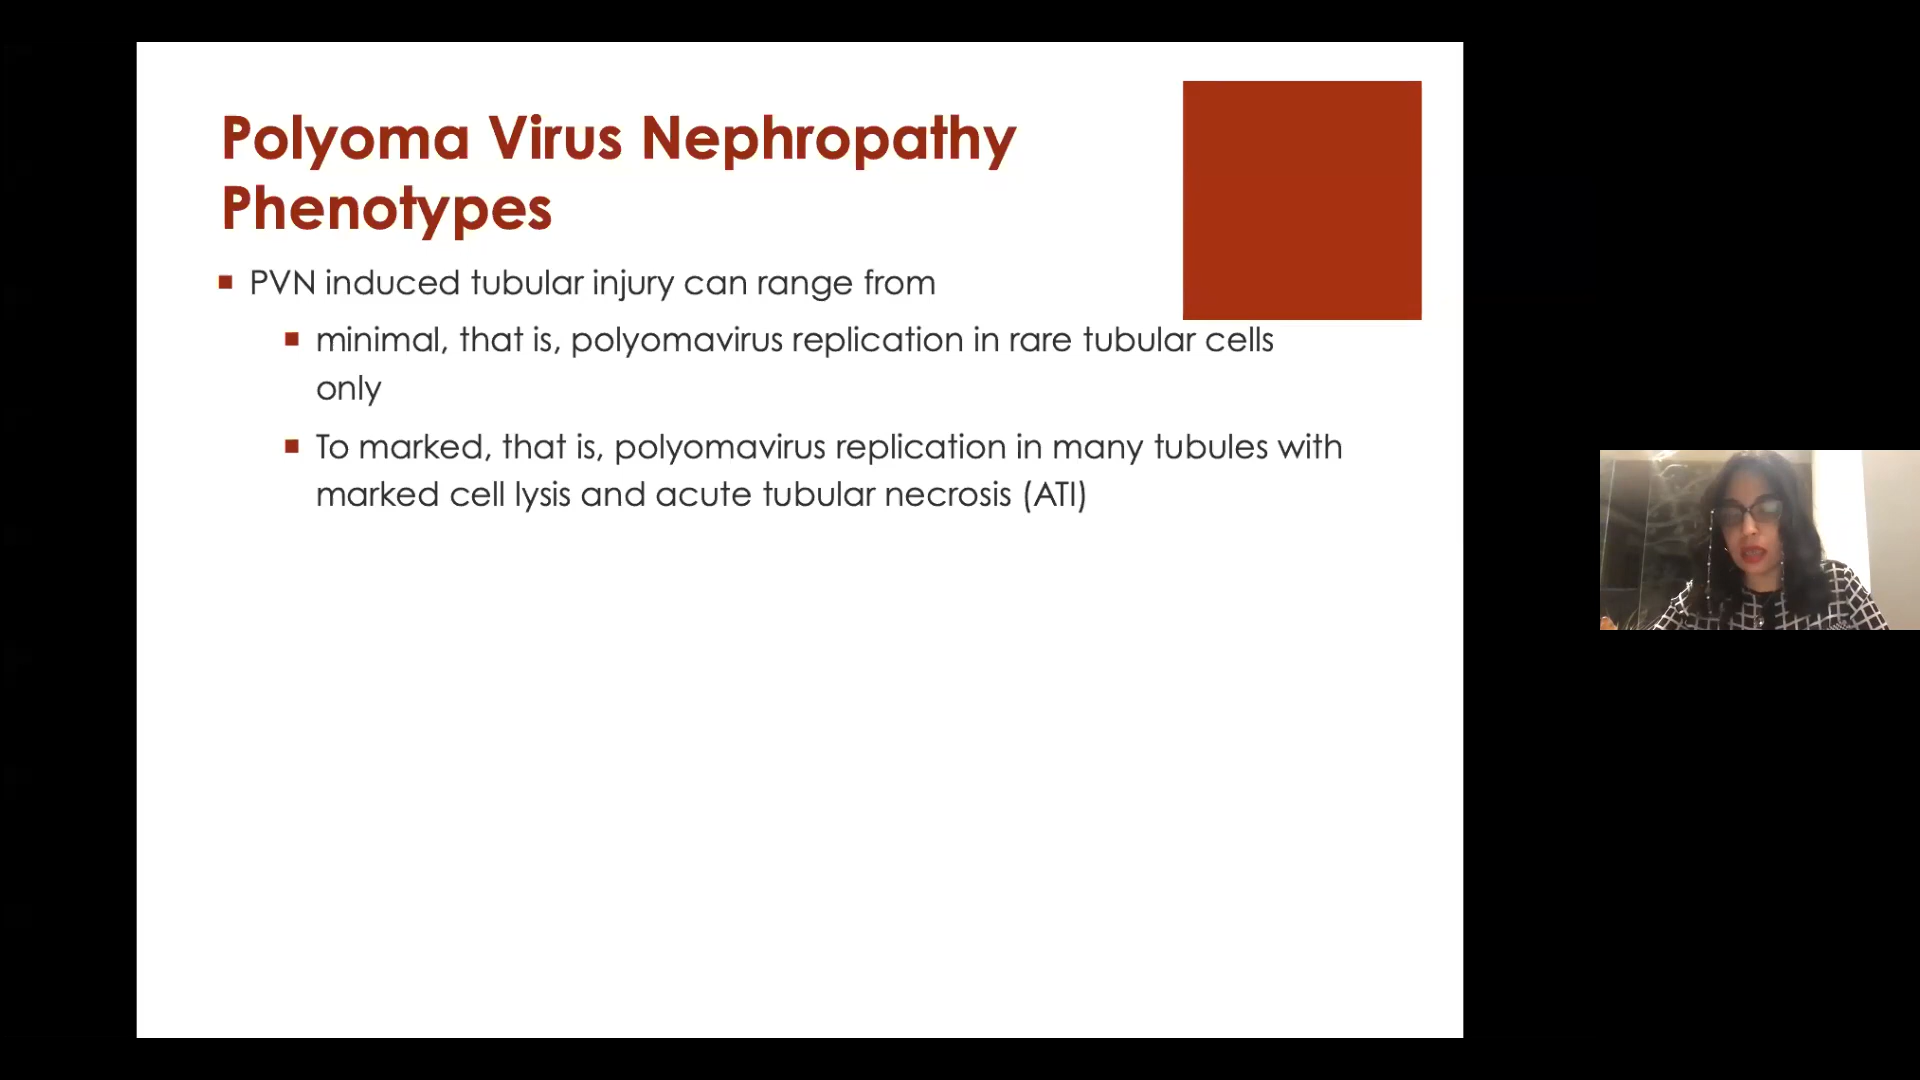 Polyoma Virus Nephropathy
Phenotypes
PVN induced tubular injury can range from
minimal, that is, polyomavirus replication in rare tubular cells
only
To marked, that is, polyomavirus replication in many tubules with
marked cell lysis and acute tubular necrosis (ATI)